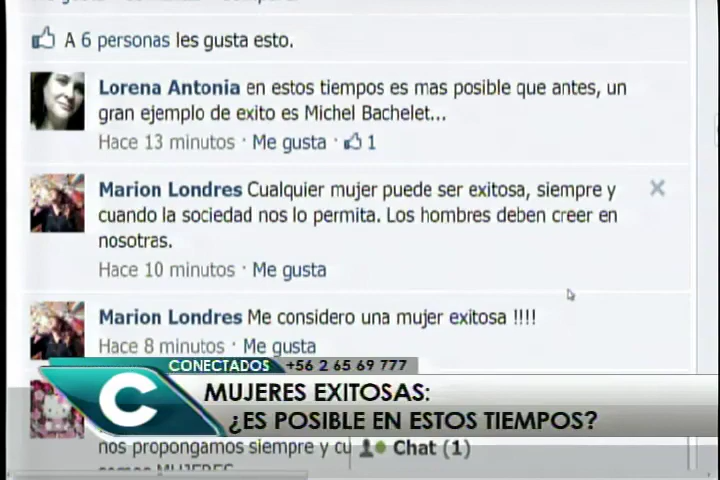 A 6 personas les gusta esto.
Lorena Antonia en estos tiempos es mas posible que antes, un
gran ejemplo de exito es Michel Bachelet...
Hace 13 minutos · Me gusta · 1
Marion Londres Cualquier mujer puede ser exitosa, siempre y
cuando la sociedad nos lo permita. Los hombres deben creer en
nosotras.
Hace 10 minutos · Me gusta
Marion Londres Me considero una mujer exitosa !!!!
Hace 8 minutos · Me gusta
CONECTADOS +56 2 65 69 777
C MUJERES EXITOSAS:
¿ES POSIBLE EN ESTOS TIEMPOS?
nos propongamos siempre y cu
Chat (1)
MUJERES